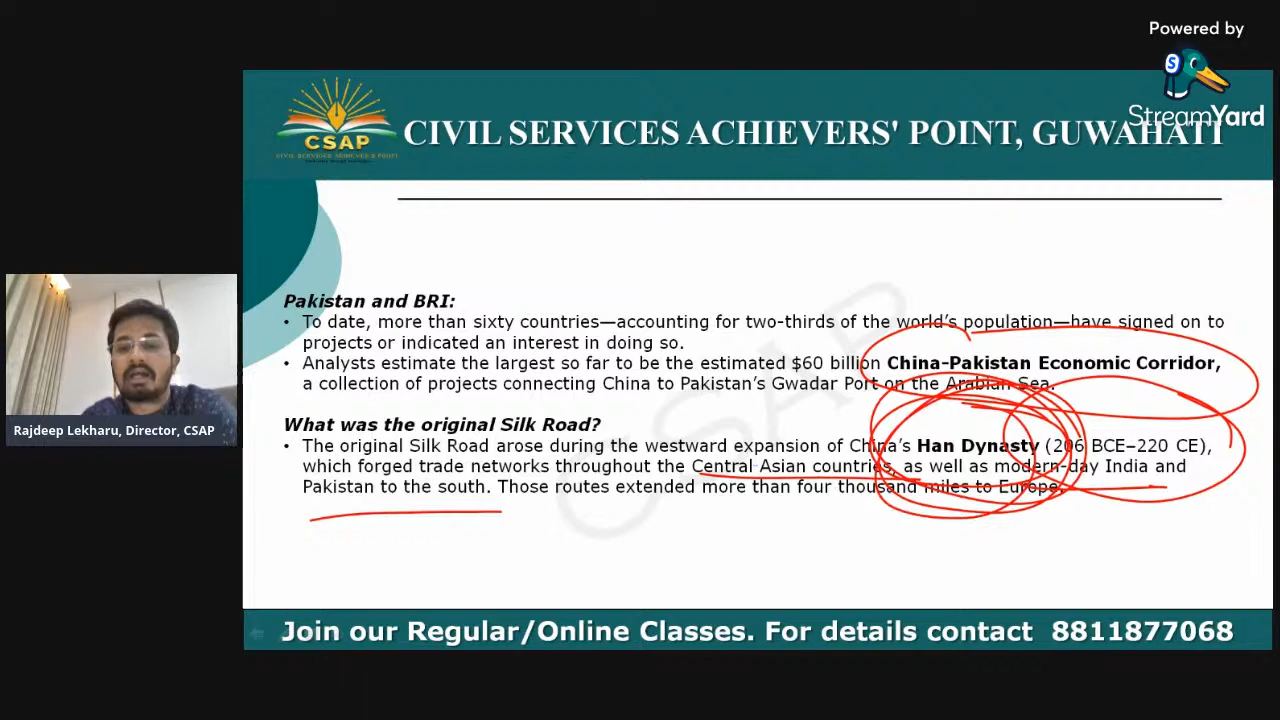 Powered by
StreamYard
CSAP
CIVIL SERVICES ACHIEVER'S POINT
CIVIL SERVICES ACHIEVERS' POINT, GUWAHATI
Pakistan and BRI:
• To date, more than sixty countries—accounting for two-thirds of the world's population—have signed on to
projects or indicated an interest in doing so.
• Analysts estimate the largest so far to be the estimated $60 billion China–Pakistan Economic Corridor,
a collection of projects connecting China to Pakistan's Gwadar Port on the Arabian Sea.
What was the original Silk Road?
• The original Silk Road arose during the westward expansion of China's Han Dynasty (206 BCE–220 CE),
which forged trade networks throughout the Central Asian countries, as well as modern-day India and
Pakistan to the south. Those routes extended more than four thousand miles to Europe.
CSAP
Rajdeep Lekharu, Director, CSAP
Join our Regular/Online Classes. For details contact 8811877068